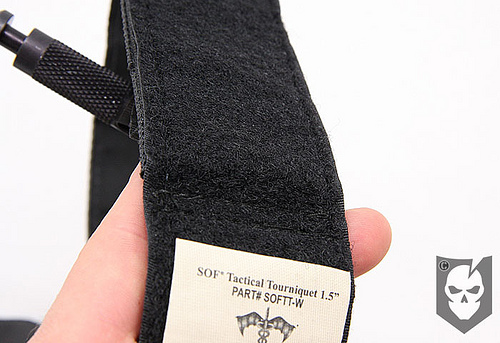 SOF® Tactical Tourniquet 1.5"
PART# SOFTT-W
©